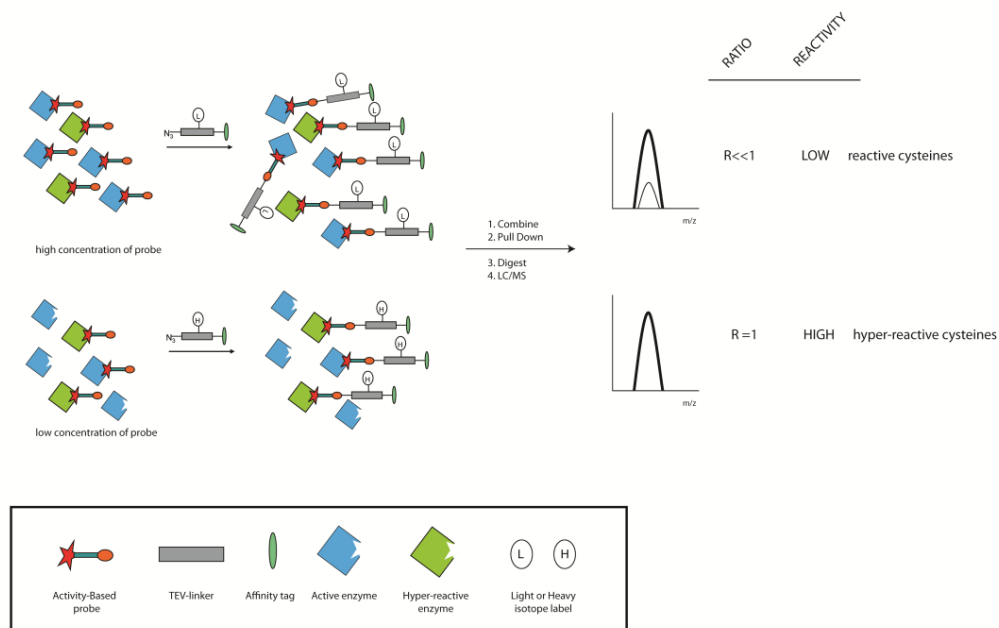 RATIO
REACTIVITY
L
N3
L
L
L
L
L
L
~
high concentration of probe
1. Combine
2. Pull Down
3. Digest
4. LC/MS
m/z
R<<1
LOW
reactive cysteines
H
N3
H
H
H
low concentration of probe
m/z
R =1
HIGH
hyper-reactive cysteines
L
H
Activity-Based
probe
TEV-linker
Affinity tag
Active enzyme
Hyper-reactive
enzyme
Light or Heavy
isotope label